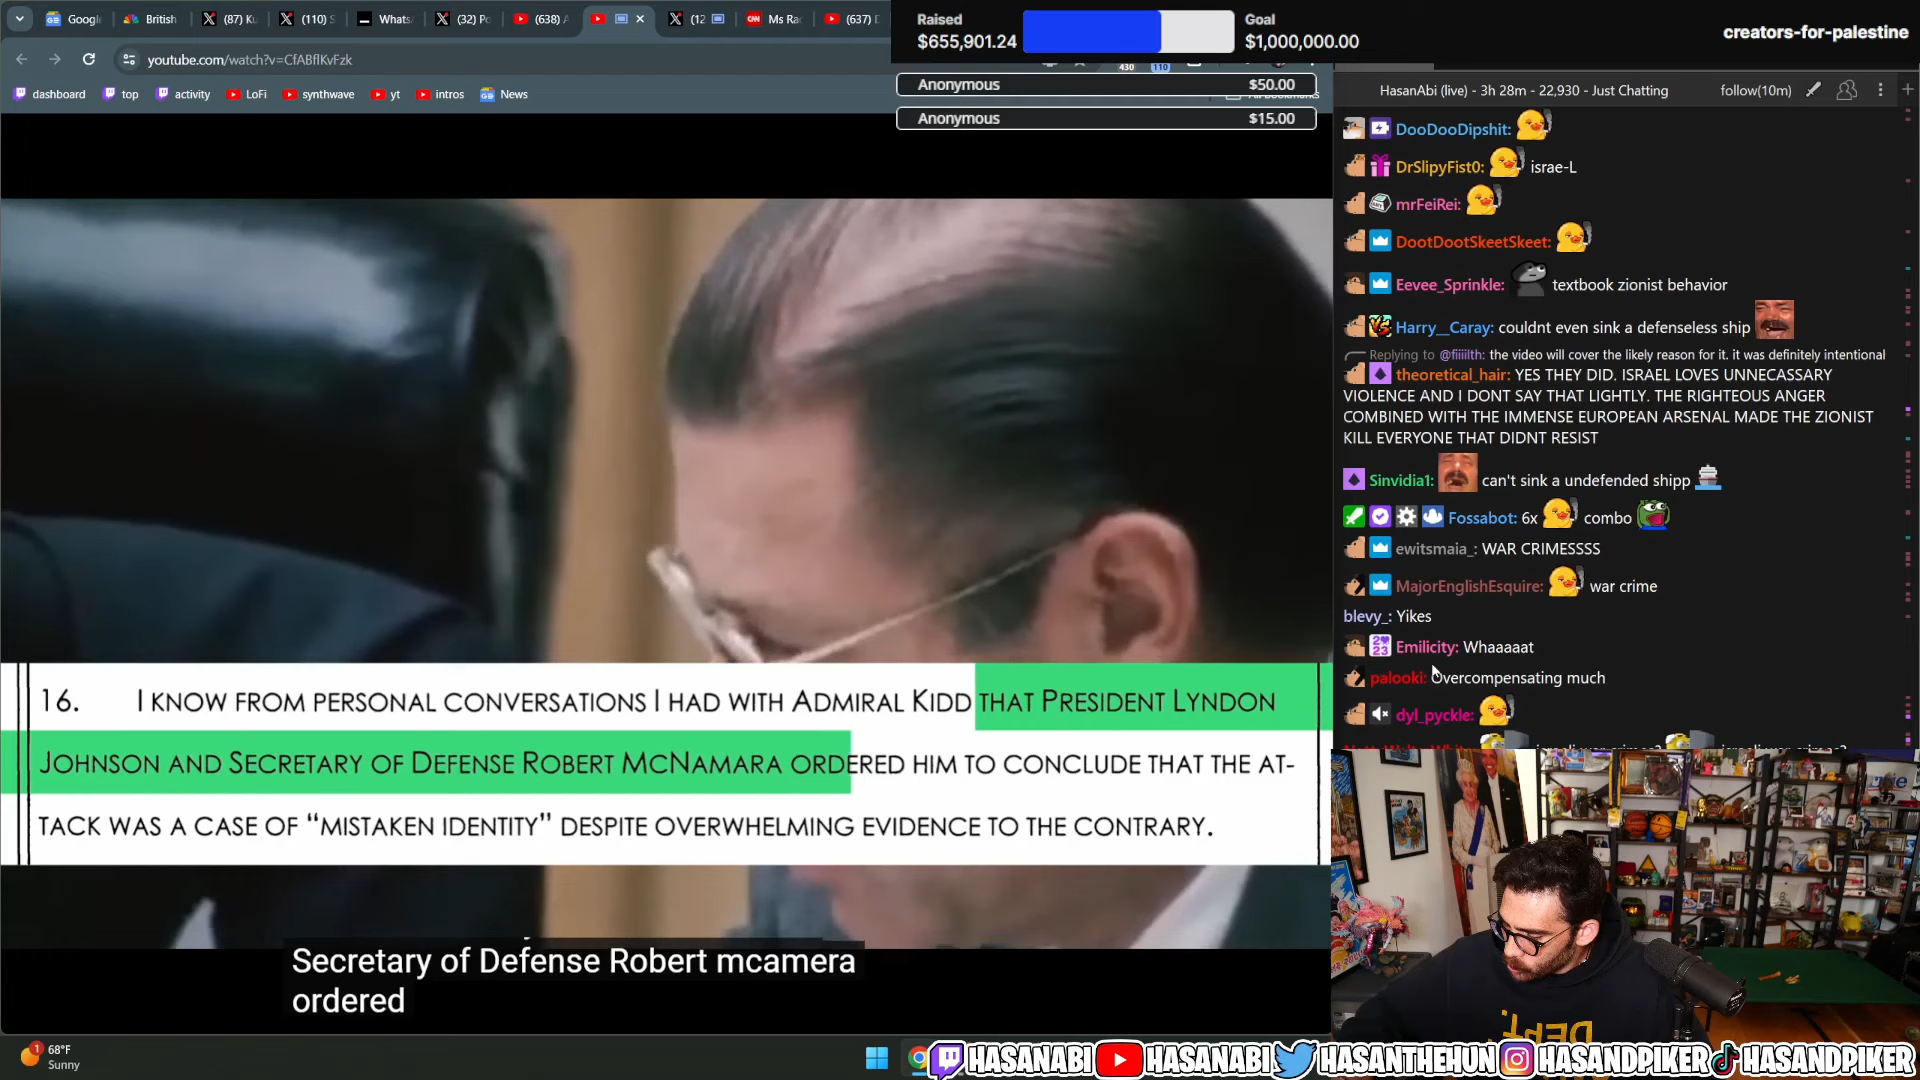 Google
British
(87) Ku
(110) S
Whats
(32) Po
(638) A
(12
Ms Ra
(637) D
youtube.com/watch?v=CfABflKvFzk
430
110
dashboard
top
activity
LoFi
synthwave
yt
intros
News
Raised
$655,901.24
Goal
$1,000,000.00
creators-for-palestine
Anonymous $50.00
Anonymous $15.00
HasanAbi (live) - 3h 28m - 22,930 - Just Chatting
follow(10m)
DooDooDipshit:
DrSlipyFist0: israe-L
mrFeiRei:
DootDootSkeetSkeet:
Eevee_Sprinkle: textbook zionist behavior
Harry__Caray: couldnt even sink a defenseless ship
Replying to @fiiiilth: the video will cover the likely reason for it. it was definitely intentional
theoretical_hair: YES THEY DID. ISRAEL LOVES UNNECASSARY
VIOLENCE AND I DONT SAY THAT LIGHTLY. THE RIGHTEOUS ANGER
COMBINED WITH THE IMMENSE EUROPEAN ARSENAL MADE THE ZIONIST
KILL EVERYONE THAT DIDNT RESIST
Sinvidia1: can't sink a undefended shipp
Fossabot: 6x combo
ewitsmaia_: WAR CRIMESSSS
MajorEnglishEsquire: war crime
blevy_: Yikes
Emilicity: Whaaaaat
palooki: Overcompensating much
dyl_pyckle:
16. I KNOW FROM PERSONAL CONVERSATIONS I HAD WITH ADMIRAL KIDD THAT PRESIDENT LYNDON
JOHNSON AND SECRETARY OF DEFENSE ROBERT MCNAMARA ORDERED HIM TO CONCLUDE THAT THE AT-
TACK WAS A CASE OF “MISTAKEN IDENTITY” DESPITE OVERWHELMING EVIDENCE TO THE CONTRARY.
Secretary of Defense Robert mcamera
ordered
1
68°F
Sunny
HASANABI
HASANABI
HASANTHEHUN
HASANDPIKER
HASANDPIKER